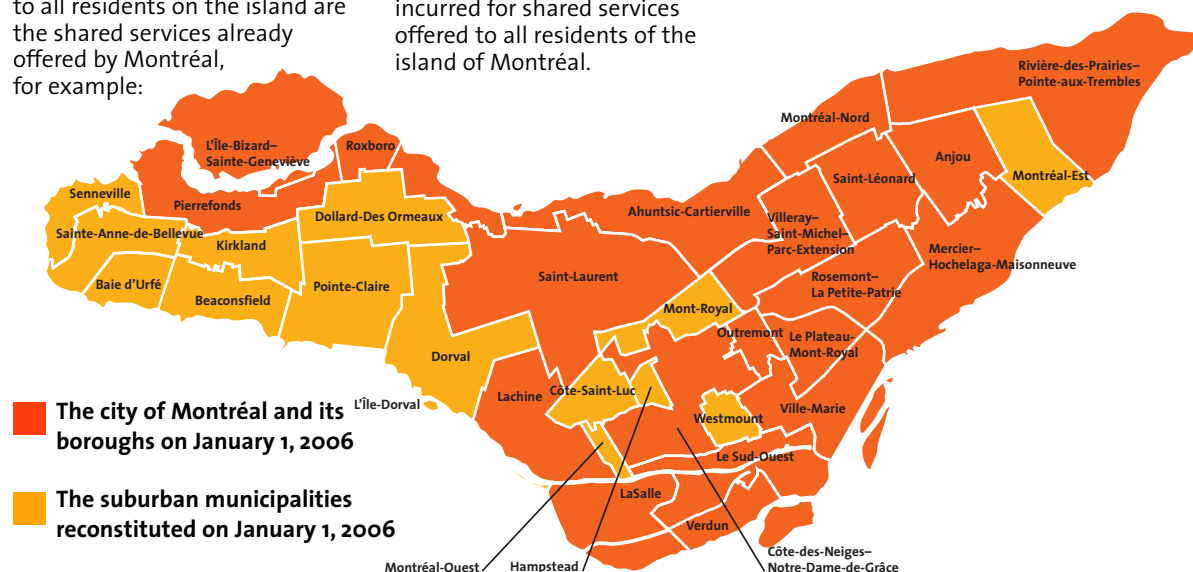 to all residents on the island are
the shared services already
offered by Montréal,
for example:
incurred for shared services
offered to all residents of the
island of Montréal.
Rivière-des-Prairies–
Pointe-aux-Trembles
Montréal-Nord
L'Île-Bizard–
Sainte-Geneviève
Roxboro
Anjou
Saint-Léonard
Montréal-Est
Senneville
Pierrefonds
Dollard-Des Ormeaux
Ahuntsic-Cartierville
Villeray–
Saint-Michel–
Parc-Extension
Sainte-Anne-de-Bellevue
Kirkland
Mercier–
Hochelaga-Maisonneuve
Saint-Laurent
Rosemont–
La Petite-Patrie
Baie d'Urfé
Beaconsfield
Pointe-Claire
Mont-Royal
Outremont
Le Plateau-
Mont-Royal
Dorval
Lachine
Côte-Saint-Luc
L'Île-Dorval
Westmount
Ville-Marie
Le Sud-Ouest
LaSalle
Verdun
The city of Montréal and its
boroughs on January 1, 2006
The suburban municipalities
reconstituted on January 1, 2006
Montréal-Ouest
Hampstead
Côte-des-Neiges–
Notre-Dame-de-Grâce